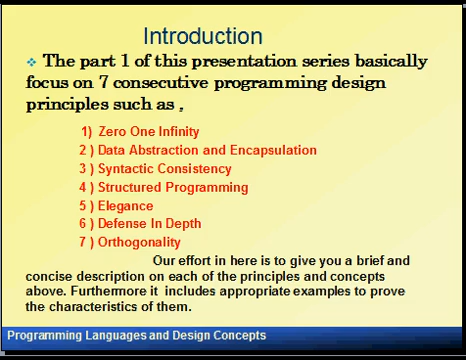 Introduction
The part 1 of this presentation series basically
focus on 7 consecutive programming design
principles such as ,
1) Zero One Infinity
2 ) Data Abstraction and Encapsulation
3 ) Syntactic Consistency
4 ) Structured Programming
5 ) Elegance
6 ) Defense In Depth
7 ) Orthogonality
Our effort in here is to give you a brief and
concise description on each of the principles and concepts
above. Furthermore it includes appropriate examples to prove
the characteristics of them.
Programming Languages and Design Concepts